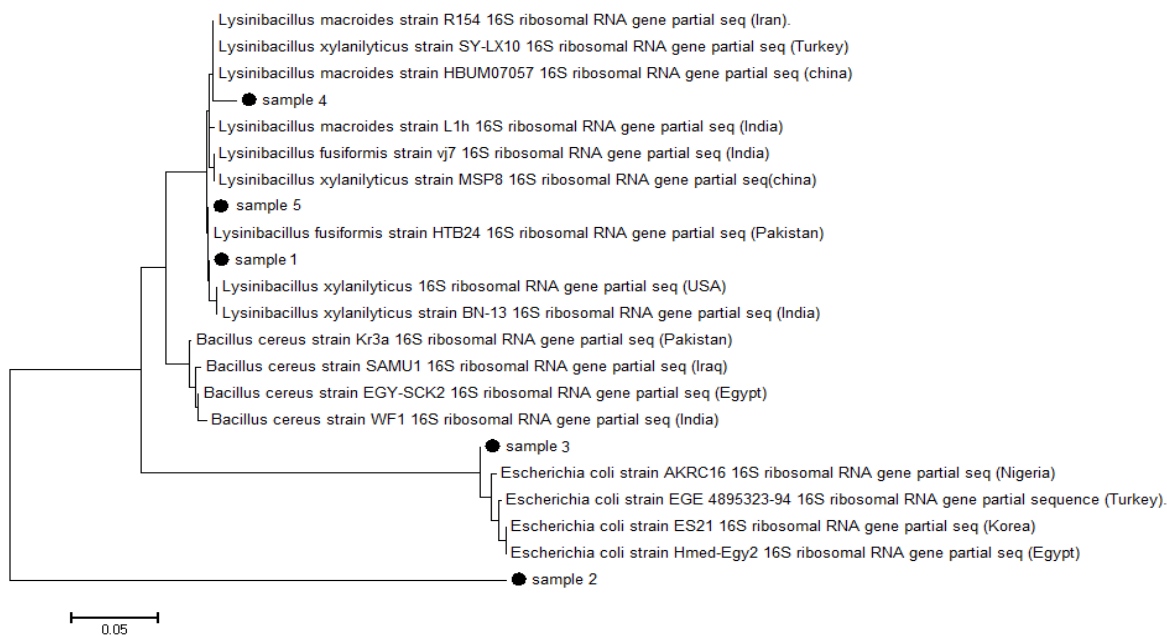 Lysinibacillus macroides strain R154 16S ribosomal RNA gene partial seq (Iran).
Lysinibacillus xylanilyticus strain SY-LX10 16S ribosomal RNA gene partial seq (Turkey)
Lysinibacillus macroides strain HBUM07057 16S ribosomal RNA gene partial seq (china)
sample 4
Lysinibacillus macroides strain L1h 16S ribosomal RNA gene partial seq (India)
Lysinibacillus fusiformis strain vj7 16S ribosomal RNA gene partial seq (India)
Lysinibacillus xylanilyticus strain MSP8 16S ribosomal RNA gene partial seq(china)
sample 5
Lysinibacillus fusiformis strain HTB24 16S ribosomal RNA gene partial seq (Pakistan)
sample 1
Lysinibacillus xylanilyticus 16S ribosomal RNA gene partial seq (USA)
Lysinibacillus xylanilyticus strain BN-13 16S ribosomal RNA gene partial seq (India)
Bacillus cereus strain Kr3a 16S ribosomal RNA gene partial seq (Pakistan)
Bacillus cereus strain SAMU1 16S ribosomal RNA gene partial seq (Iraq)
Bacillus cereus strain EGY-SCK2 16S ribosomal RNA gene partial seq (Egypt)
Bacillus cereus strain WF1 16S ribosomal RNA gene partial seq (India)
sample 3
Escherichia coli strain AKRC16 16S ribosomal RNA gene partial seq (Nigeria)
Escherichia coli strain EGE 4895323-94 16S ribosomal RNA gene partial sequence (Turkey).
Escherichia coli strain ES21 16S ribosomal RNA gene partial seq (Korea)
Escherichia coli strain Hmed-Egy2 16S ribosomal RNA gene partial seq (Egypt)
sample 2
0.05